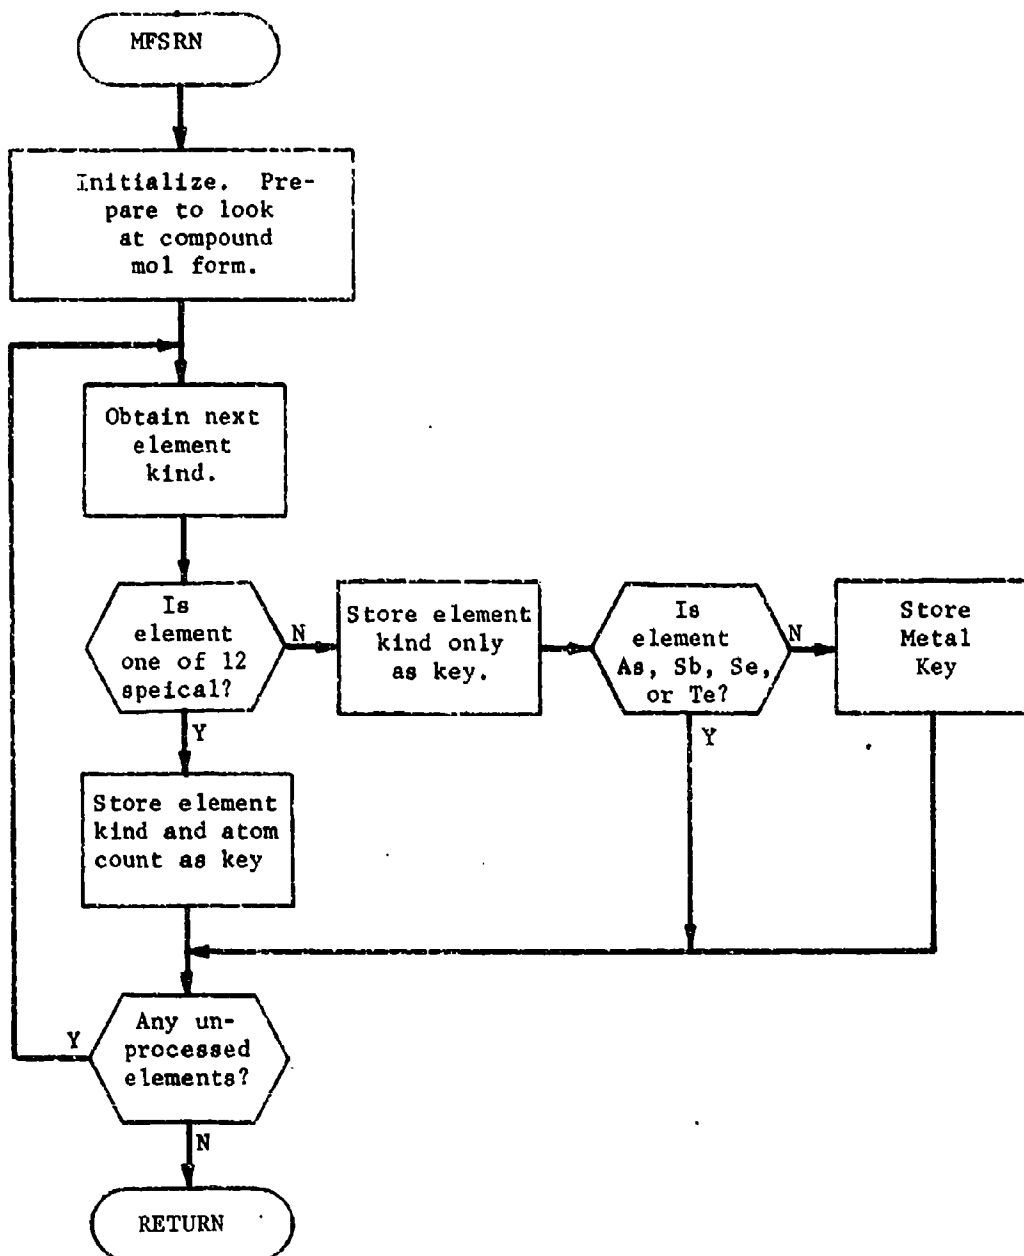 MFSRN
Initialize. Pre-
pare to look
at compound
mol form.
Obtain next
element
kind.
Is
element
one of 12
speical?
N
Store element
kind only
as key.
Is
element
As, Sb, Se,
or Te?
N
Store
Metal
Key
Y
Y
Store element
kind and atom
count as key
Any un-
processed
elements?
Y
N
RETURN